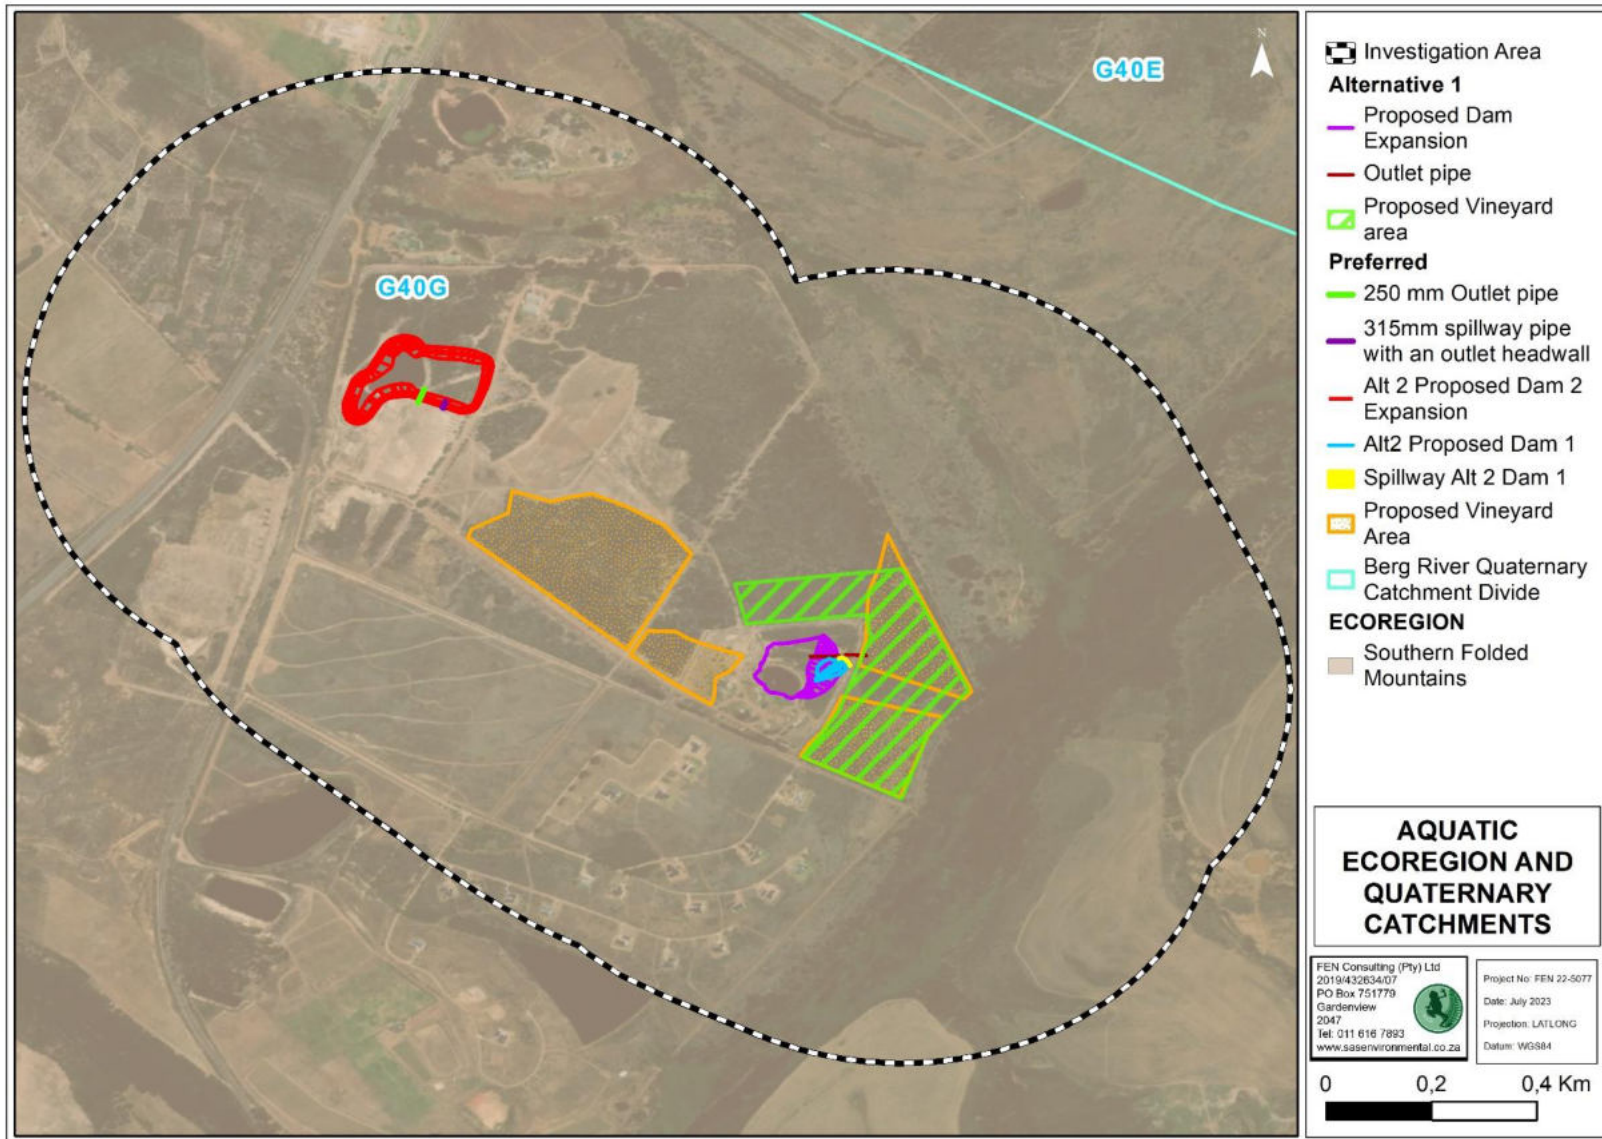 G40E
N
G40G
Investigation Area
Alternative 1
Proposed Dam
Expansion
Outlet pipe
Proposed Vineyard
area
Preferred
250 mm Outlet pipe
315mm spillway pipe
with an outlet headwall
Alt 2 Proposed Dam 2
Expansion
Alt2 Proposed Dam 1
Spillway Alt 2 Dam 1
Proposed Vineyard
Area
Berg River Quaternary
Catchment Divide
ECOREGION
Southern Folded
Mountains
AQUATIC
ECOREGION AND
QUATERNARY
CATCHMENTS
FEN Consulting (Pty) Ltd
2019/432634/07
PO Box 751779
Gardenview
2047
Tel: 011 616 7893
www.sasenvironmental.co.za
Project No: FEN 22-5077
Date: July 2023
Projection: LATLONG
Datum: WGS84
0 0,2 0,4 Km